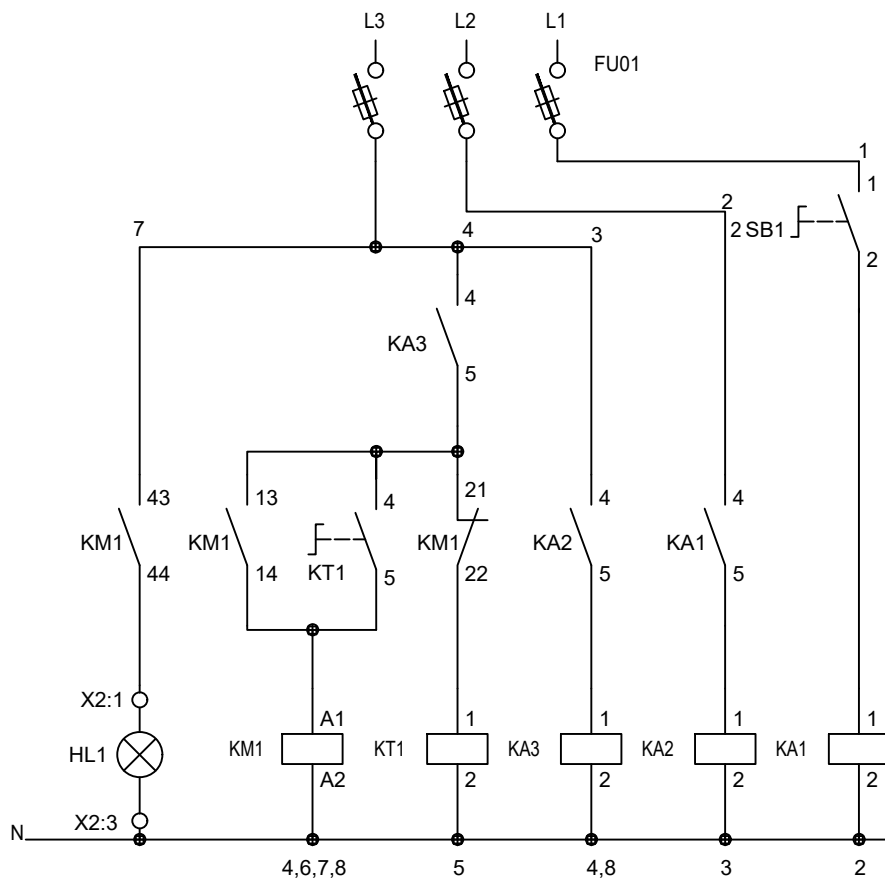 L3 L2 L1
FU01
1
1
2
2 SB1
2
7 4 3
4
KA3
5
43 13 4 21 4 4
KM1 KM1 KT1 KM1 KA2 KA1
44 14 5 22 5 5
X2:1
A1 1 1 1 1
HL1 KM1 KT1 KA3 KA2 KA1
A2 2 2 2 2
X2:3
N
4,6,7,8 5 4,8 3 2